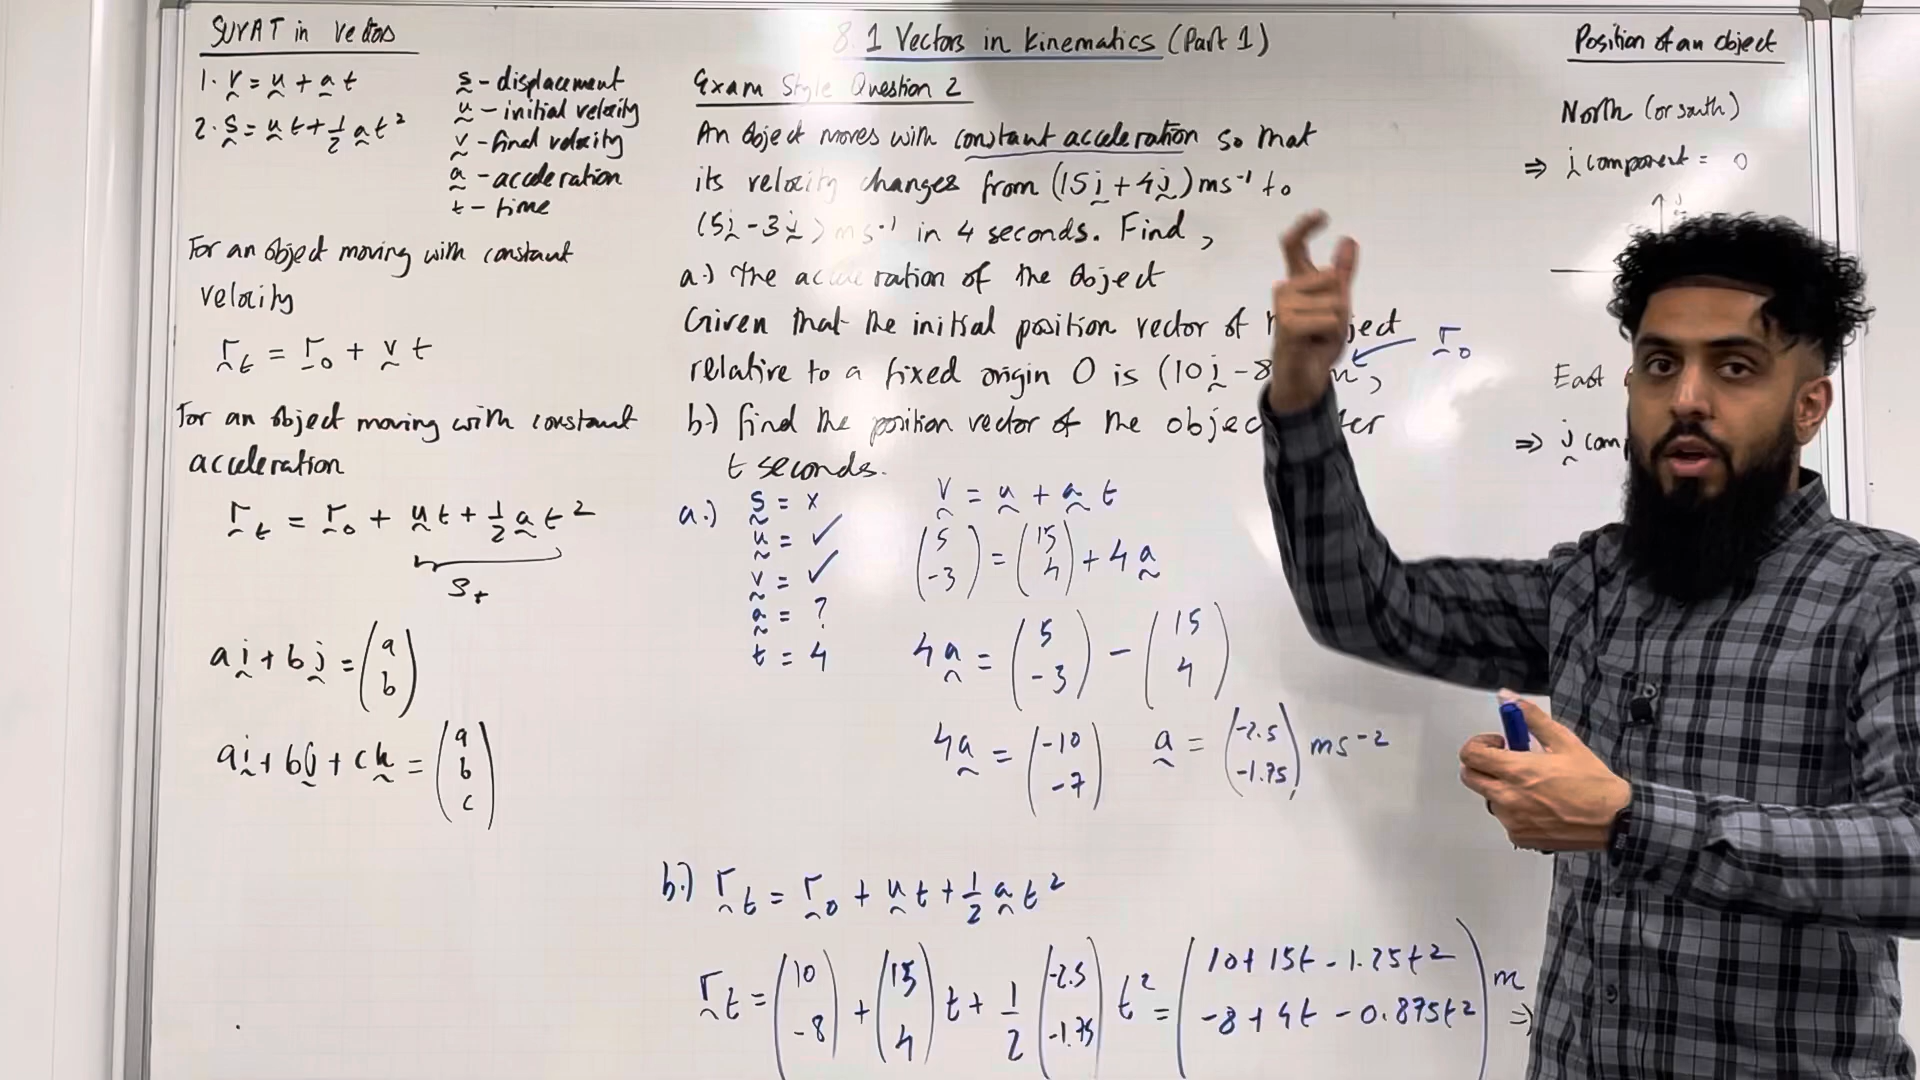 SUVAT in Vectors
1. v = u + at
2. s = ut + 1/2 at²
s - displacement
u - initial velocity
v - final velocity
a - acceleration
t - time
For an object moving with constant
velocity
r_t = r_0 + vt
For an object moving with constant
acceleration
r_t = r_0 + ut + 1/2 at²
s_t
ai + bj = (a b)
ai + bj + ck = (a b c)
8.1 Vectors in Kinematics (Part 1)
Exam Style Question 2
An object moves with constant acceleration so that
its velocity changes from (15i + 4j) ms⁻¹ to
(5i - 3j) ms⁻¹ in 4 seconds. Find,
a.) the acceleration of the object
Given that the initial position vector of
relative to a fixed origin O is (10i - 8
r_0
b.) find the position vector of the
t seconds.
a.) s = x
u = ✓
v = ✓
a = ?
t = 4
v = u + at
(5 -3) = (15 4) + 4a
4a = (5 -3) - (15 4)
4a = (-10 -7) a = (-2.5 -1.75) ms⁻²
b.) r_t = r_0 + ut + 1/2 at²
r_t = (10 -8) + (15 4) t + 1/2 (-2.5 -1.75) t² = (10 + 15t - 1.25t² -8 + 4t - 0.875t²) m
⇒
Position of an object
North (or south)
⇒ i component = 0
East
⇒ j com